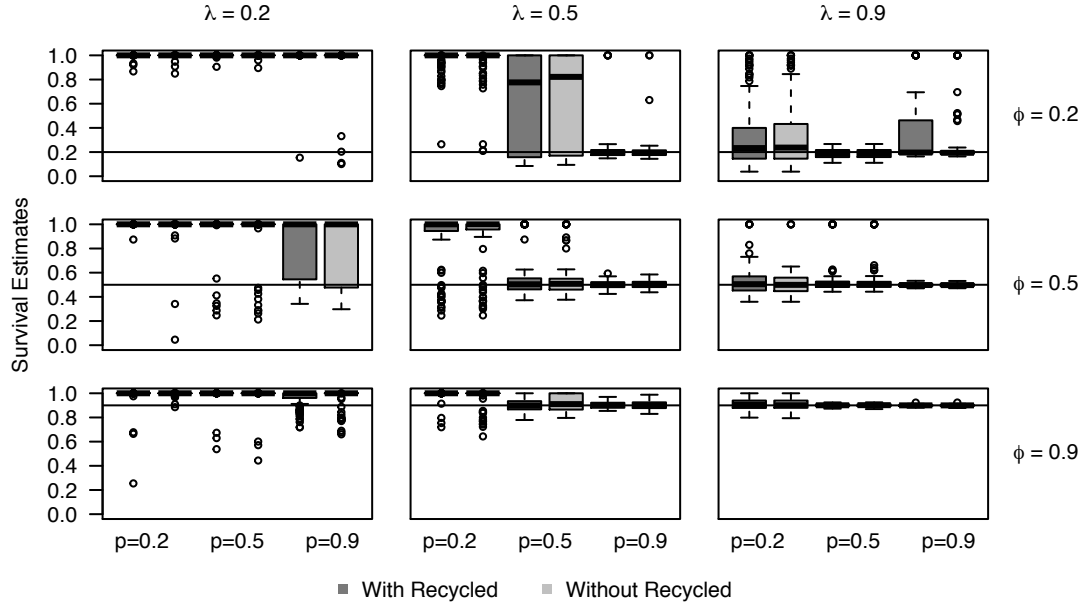 λ = 0.2 λ = 0.5 λ = 0.9
Survival Estimates
1.0
0.8
0.6
0.4
0.2
0.0
φ = 0.2
1.0
0.8
0.6
0.4
0.2
0.0
φ = 0.5
1.0
0.8
0.6
0.4
0.2
0.0
φ = 0.9
p=0.2 p=0.5 p=0.9 p=0.2 p=0.5 p=0.9 p=0.2 p=0.5 p=0.9
With Recycled Without Recycled